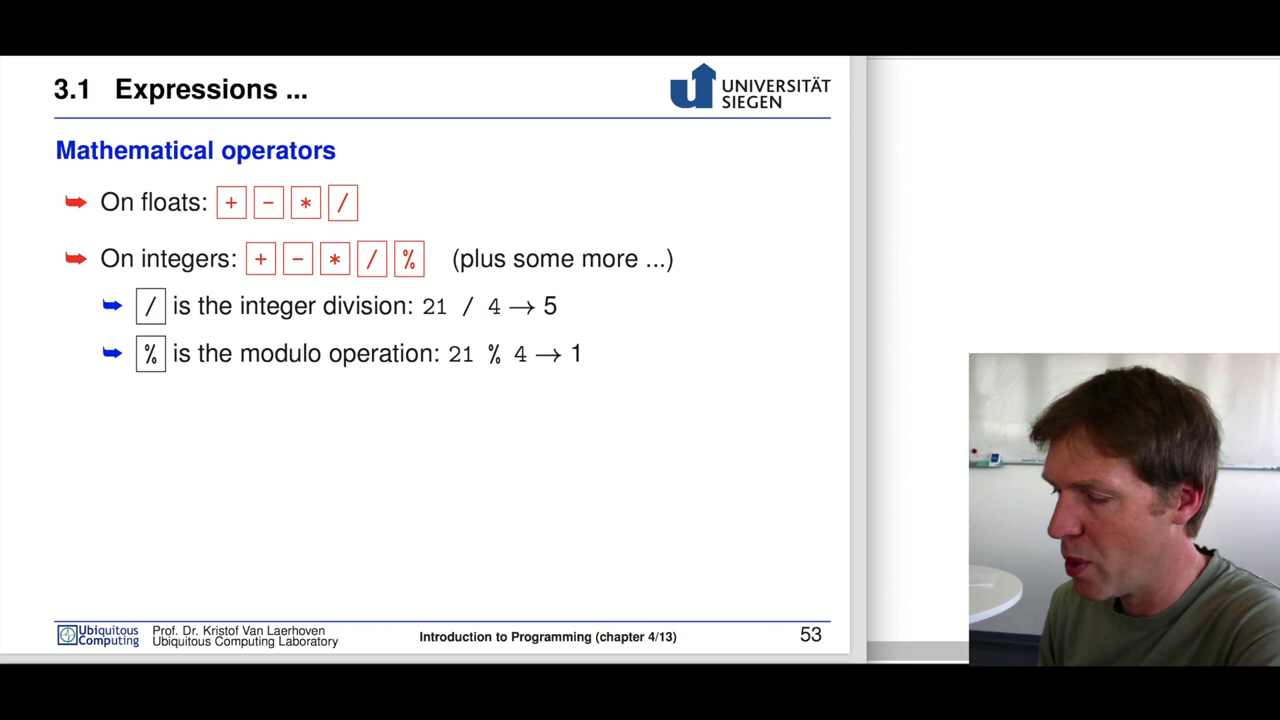 3.1 Expressions ...
UNIVERSITÄT
SIEGEN
Mathematical operators
On floats: + - * /
On integers: + - * / % (plus some more ...)
/ is the integer division: 21 / 4 → 5
% is the modulo operation: 21 % 4 → 1
Ubiquitous
Computing
Prof. Dr. Kristof Van Laerhoven
Ubiquitous Computing Laboratory
Introduction to Programming (chapter 4/13)
53